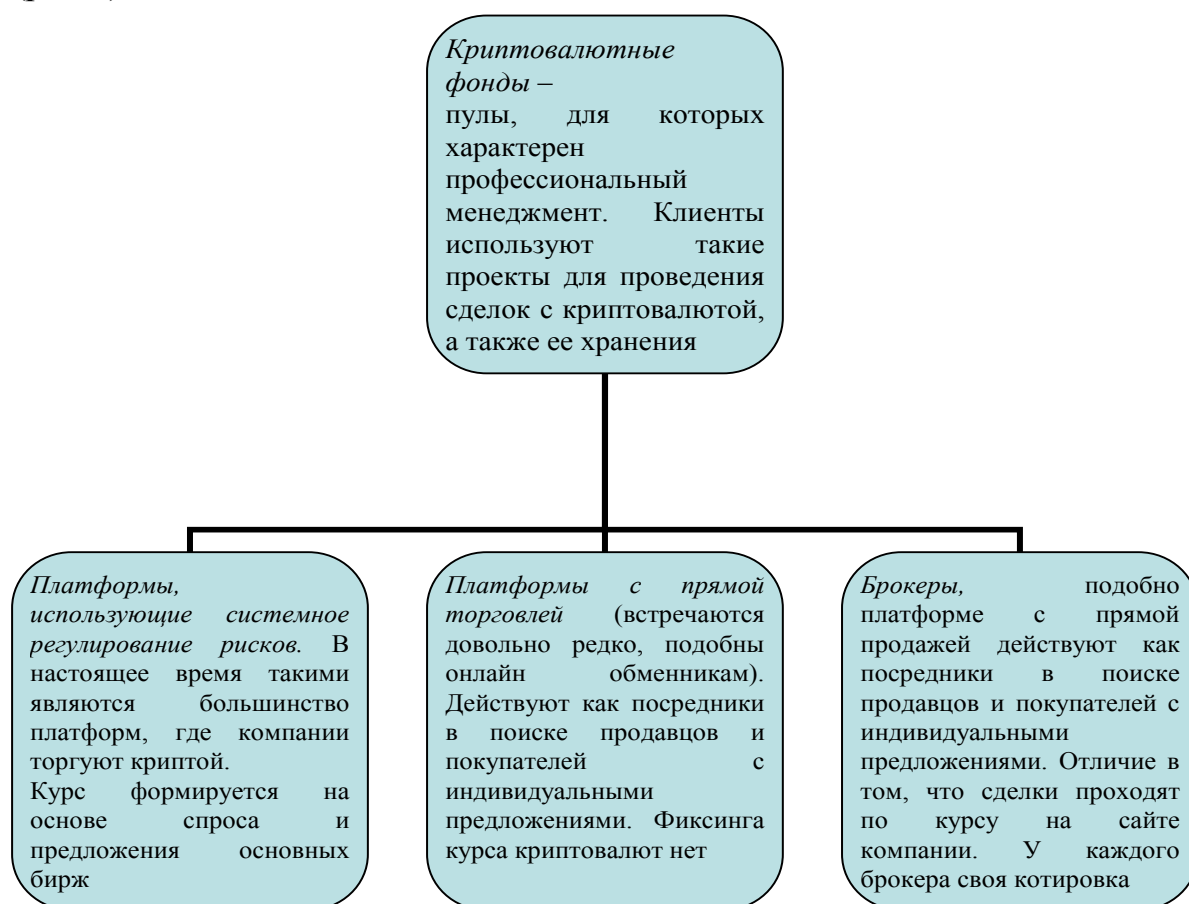 Криптовалютные
фонды –
пулы, для которых
характерен
профессиональный
менеджмент. Клиенты
используют такие
проекты для проведения
сделок с криптовалютой,
а также ее хранения
Платформы,
использующие системное
регулирование рисков. В
настоящее время такими
являются большинство
платформ, где компании
торгуют криптой.
Курс формируется на
основе спроса и
предложения основных
бирж
Платформы с прямой
торговлей (встречаются
довольно редко, подобны
онлайн обменникам).
Действуют как посредники
в поиске продавцов и
покупателей с
индивидуальными
предложениями. Фиксинга
курса криптовалют нет
Брокеры, подобно
платформе с прямой
продажей действуют как
посредники в поиске
продавцов и покупателей с
индивидуальными
предложениями. Отличие в
том, что сделки проходят
по курсу на сайте
компании. У каждого
брокера своя котировка